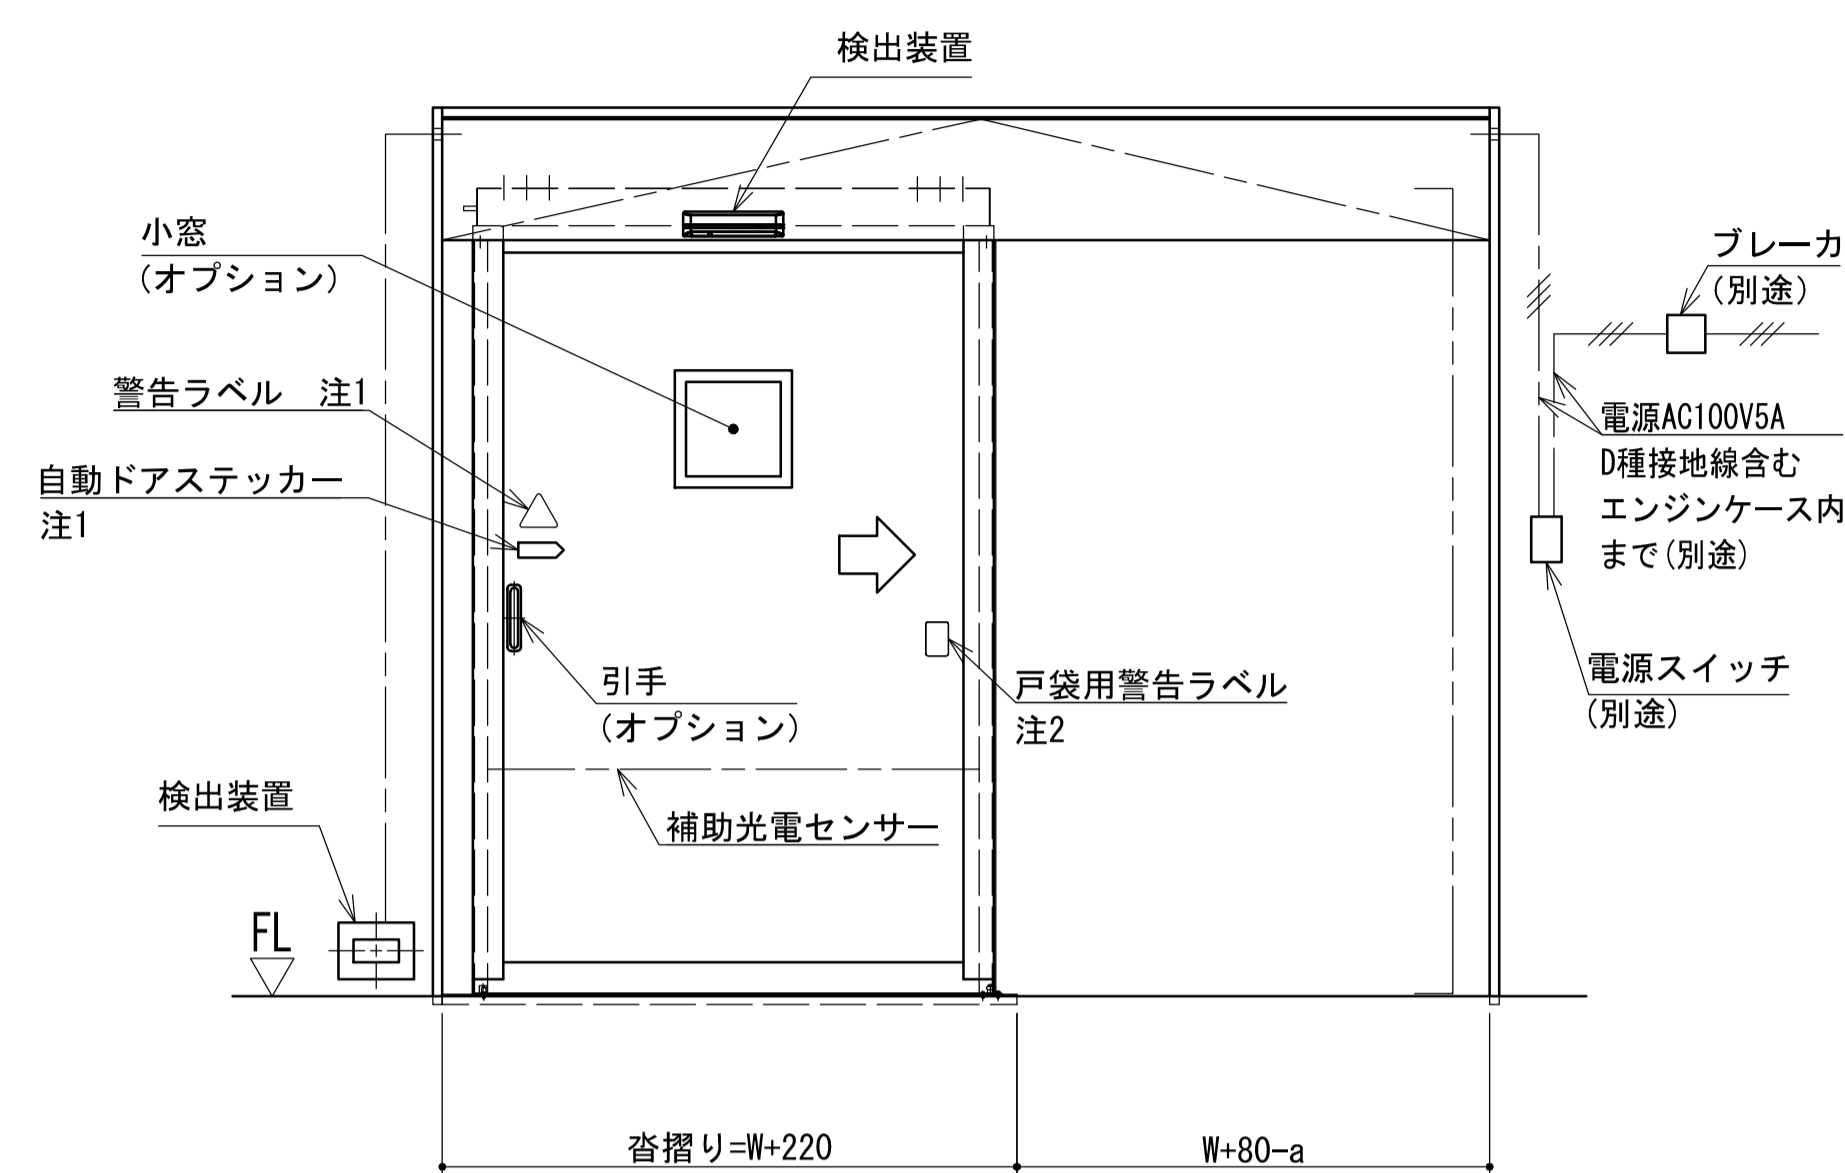 検出装置
小窓
(オプション)
ブレーカ
(別途)
警告ラベル　注1
電源AC100V5A
D種接地線含む
エンジンケース内
まで(別途)
自動ドアステッカー
注1
引手
(オプション)
戸袋用警告ラベル
注2
電源スイッチ
(別途)
検出装置
補助光電センサー
FL
沓摺り=W+220
W+80-a